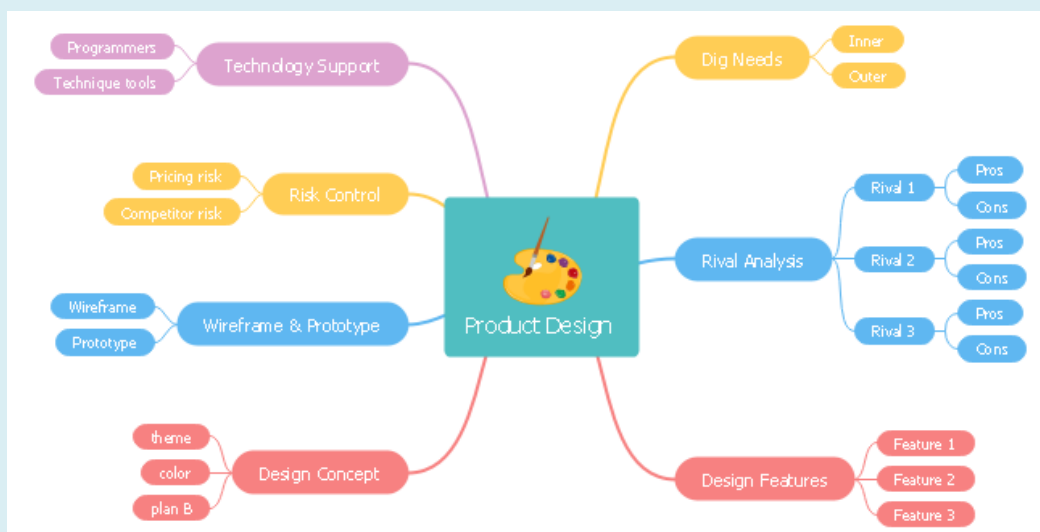 Product Design
Technology Support
Programmers
Technique tools
Risk Control
Pricing risk
Competitor risk
Wireframe & Prototype
Wireframe
Prototype
Design Concept
theme
color
plan B
Dig Needs
Inner
Outer
Rival Analysis
Rival 1
Pros
Cons
Rival 2
Pros
Cons
Rival 3
Pros
Cons
Design Features
Feature 1
Feature 2
Feature 3